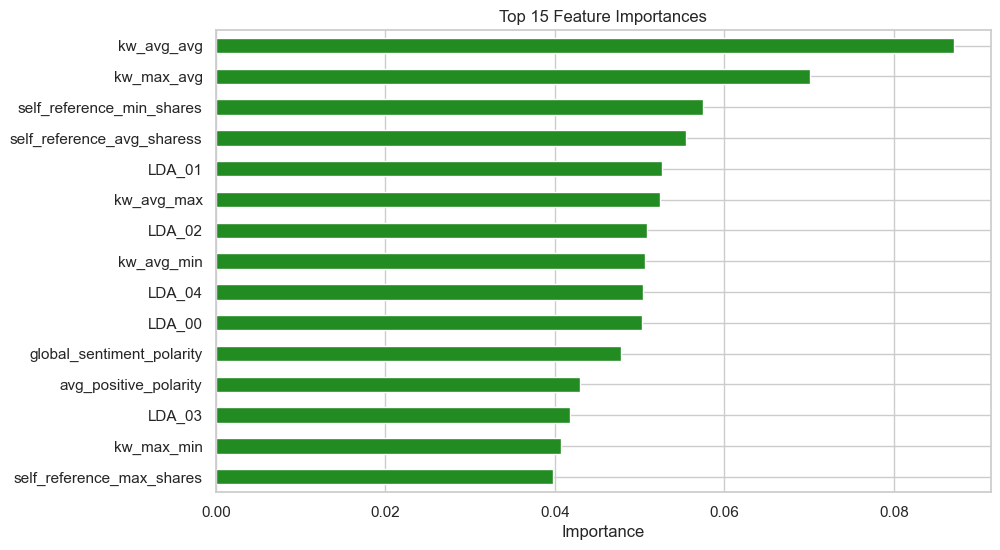 Top 15 Feature Importances
kw_avg_avg
kw_max_avg
self_reference_min_shares
self_reference_avg_sharess
LDA_01
kw_avg_max
LDA_02
kw_avg_min
LDA_04
LDA_00
global_sentiment_polarity
avg_positive_polarity
LDA_03
kw_max_min
self_reference_max_shares
0.00 0.02 0.04 0.06 0.08
Importance